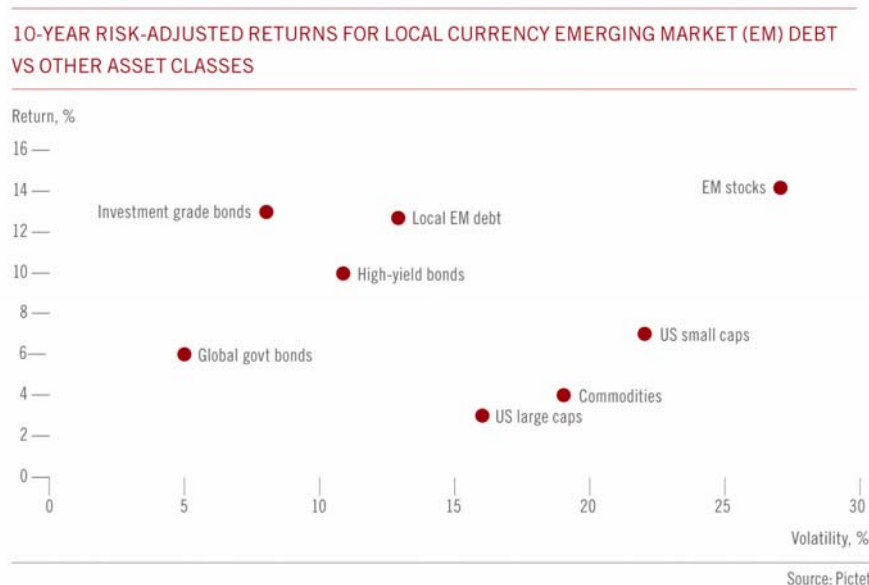 10-YEAR RISK-ADJUSTED RETURNS FOR LOCAL CURRENCY EMERGING MARKET (EM) DEBT
VS OTHER ASSET CLASSES
Return, %
16
14
EM stocks
Investment grade bonds
Local EM debt
12
10
High-yield bonds
8
US small caps
6
Global govt bonds
4
Commodities
US large caps
2
0
0 5 10 15 20 25 30
Volatility, %
Source: Pictet